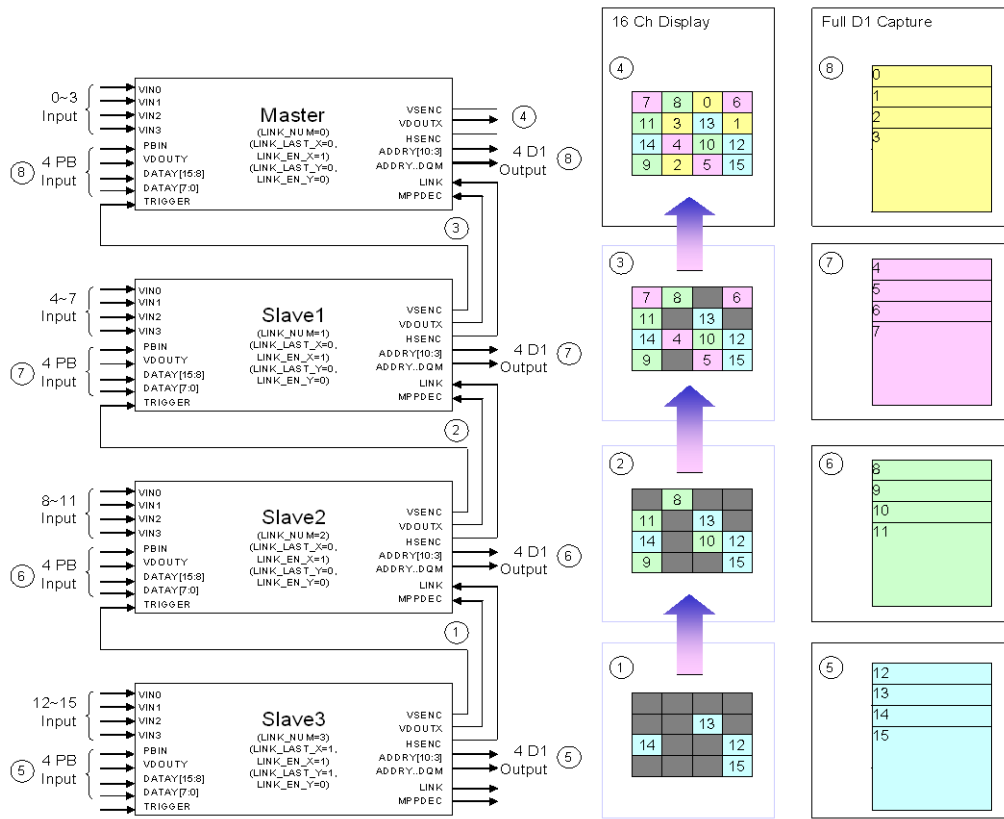 16 Ch Display
Full D1 Capture
0~3
Input
8
4 PB
Input
VIN0
VIN1
VIN2
VIN3
PBIN
VDOUTY
DATAY[15:8]
DATAY[7:0]
TRIGGER
Master
(LINK_NUM=0)
(LINK_LAST_X=0,
LINK_EN_X=1)
(LINK_LAST_Y=0,
LINK_EN_Y=0)
VSENC
VDOUTX
HSENC
ADDRY[10:3]
ADDRY..DQM
LINK
MPPDEC
4
4 D1
Output
8
3
4~7
Input
7
4 PB
Input
VIN0
VIN1
VIN2
VIN3
PBIN
VDOUTY
DATAY[15:8]
DATAY[7:0]
TRIGGER
Slave1
(LINK_NUM=1)
(LINK_LAST_X=0,
LINK_EN_X=1)
(LINK_LAST_Y=0,
LINK_EN_Y=0)
VSENC
VDOUTX
HSENC
ADDRY[10:3]
ADDRY..DQM
LINK
MPPDEC
4 D1
Output
7
2
8~11
Input
6
4 PB
Input
VIN0
VIN1
VIN2
VIN3
PBIN
VDOUTY
DATAY[15:8]
DATAY[7:0]
TRIGGER
Slave2
(LINK_NUM=2)
(LINK_LAST_X=0,
LINK_EN_X=1)
(LINK_LAST_Y=0,
LINK_EN_Y=0)
VSENC
VDOUTX
HSENC
ADDRY[10:3]
ADDRY..DQM
LINK
MPPDEC
4 D1
Output
6
1
12~15
Input
5
4 PB
Input
VIN0
VIN1
VIN2
VIN3
PBIN
VDOUTY
DATAY[15:8]
DATAY[7:0]
TRIGGER
Slave3
(LINK_NUM=3)
(LINK_LAST_X=1,
LINK_EN_X=1)
(LINK_LAST_Y=1,
LINK_EN_Y=0)
VSENC
VDOUTX
HSENC
ADDRY[10:3]
ADDRY..DQM
LINK
MPPDEC
4 D1
Output
5
4
7 8 0 6
11 3 13 1
14 4 10 12
9 2 5 15
3
7 8 6
11 13
14 4 10 12
9 5 15
2
8
11 13
14 10 12
9 15
1
13
14 12
15
8
0
1
2
3
7
4
5
6
7
6
8
9
10
11
5
12
13
14
15